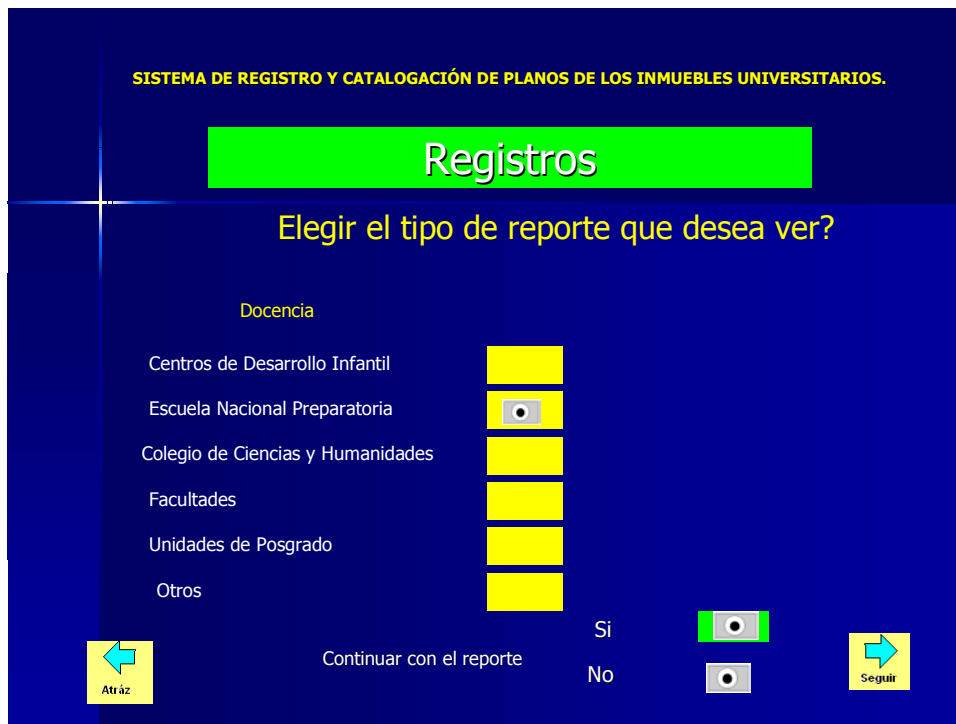 SISTEMA DE REGISTRO Y CATALOGACIÓN DE PLANOS DE LOS INMUEBLES UNIVERSITARIOS.
Registros
Elegir el tipo de reporte que desea ver?
Docencia
Centros de Desarrollo Infantil
Escuela Nacional Preparatoria
Colegio de Ciencias y Humanidades
Facultades
Unidades de Posgrado
Otros
Si
Continuar con el reporte
No
Atráz
Seguir